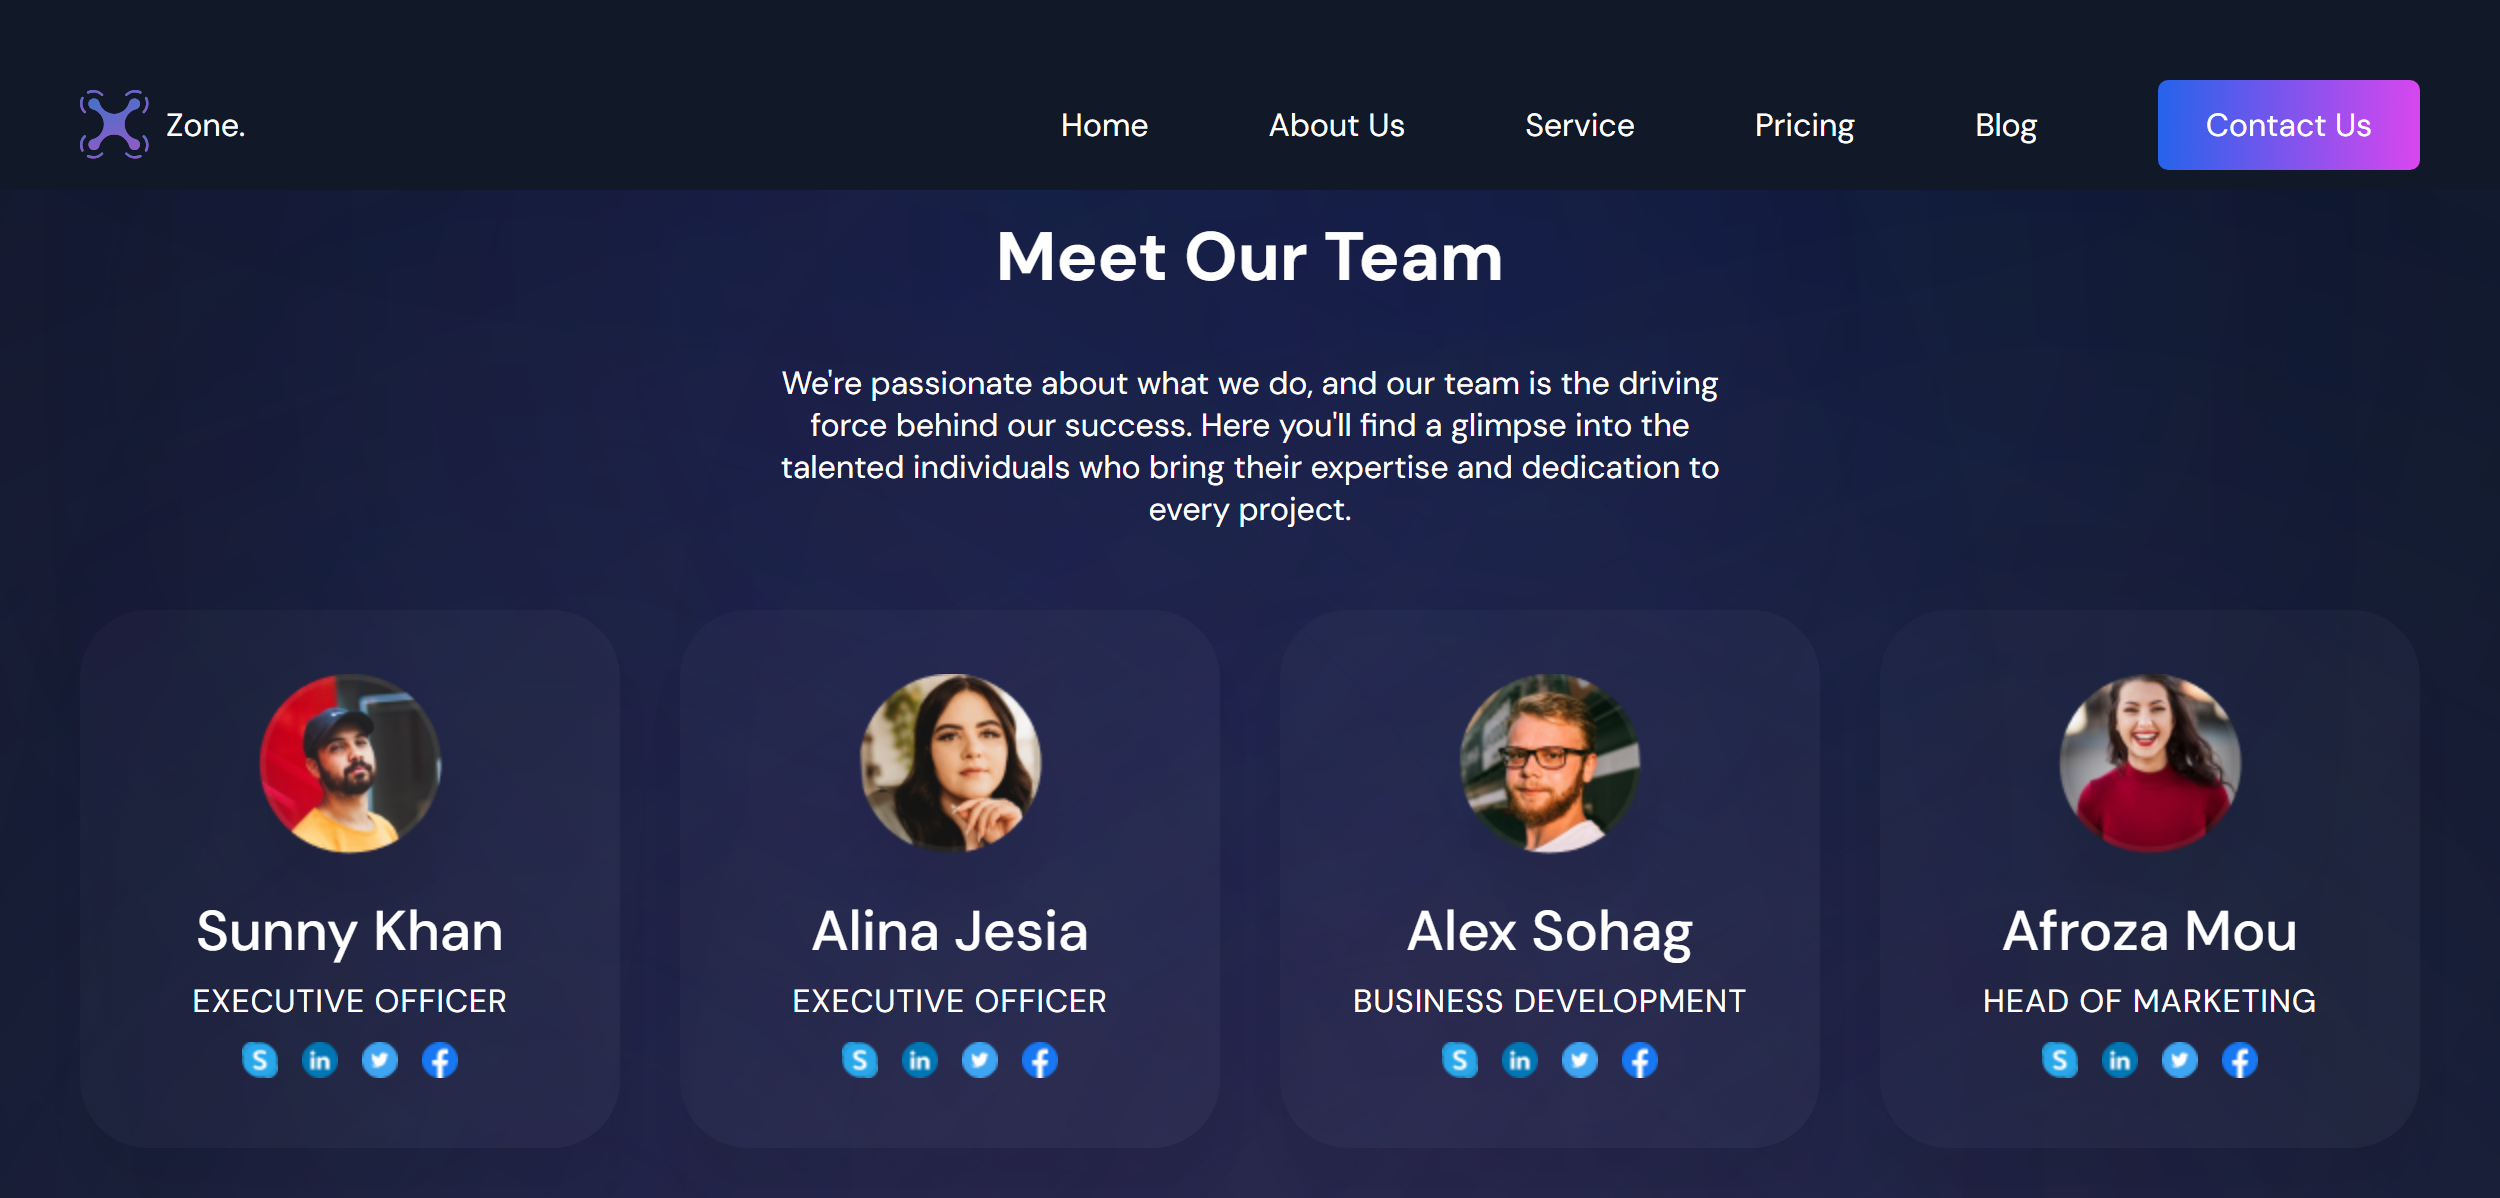 Zone.
Home
About Us
Service
Pricing
Blog
Contact Us
Meet Our Team
We're passionate about what we do, and our team is the driving
force behind our success. Here you'll find a glimpse into the
talented individuals who bring their expertise and dedication to
every project.
Sunny Khan
EXECUTIVE OFFICER
Alina Jesia
EXECUTIVE OFFICER
Alex Sohag
BUSINESS DEVELOPMENT
Afroza Mou
HEAD OF MARKETING